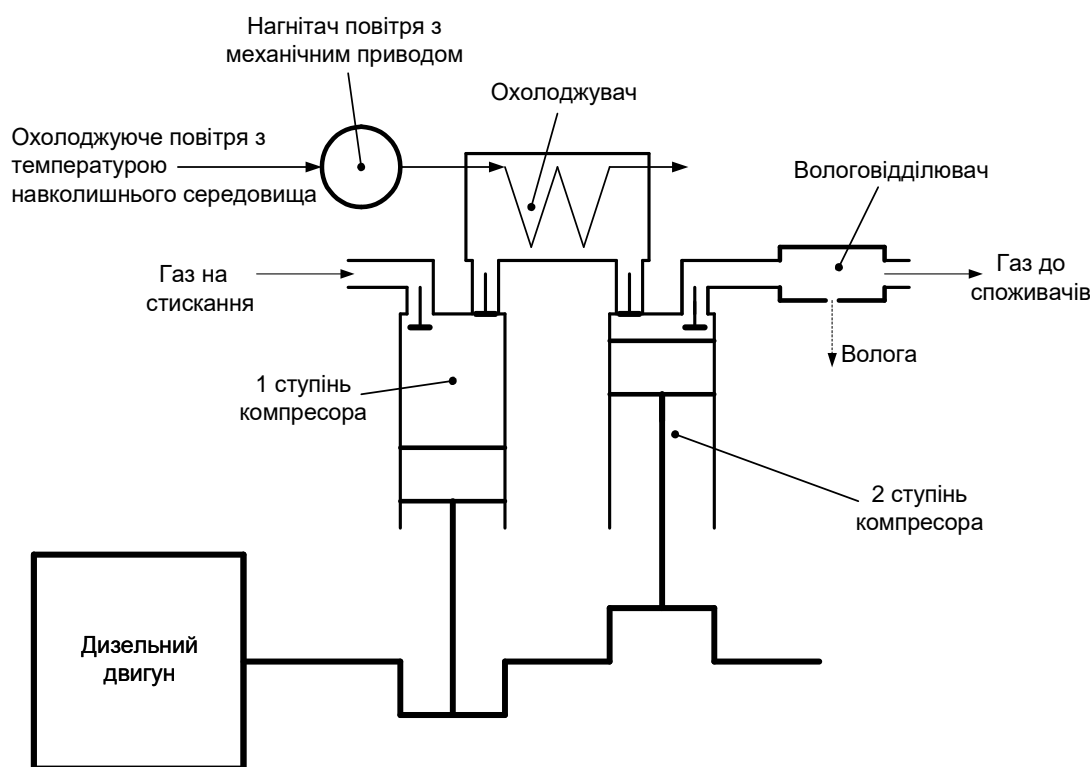 Нагнітач повітря з
механічним приводом
Охолоджувач
Охолоджуюче повітря з
температурою
навколишнього середовища
Вологовідділювач
Газ на
стискання
Газ до
споживачів
Волога
1 ступінь
компресора
2 ступінь
компресора
Дизельний
двигун